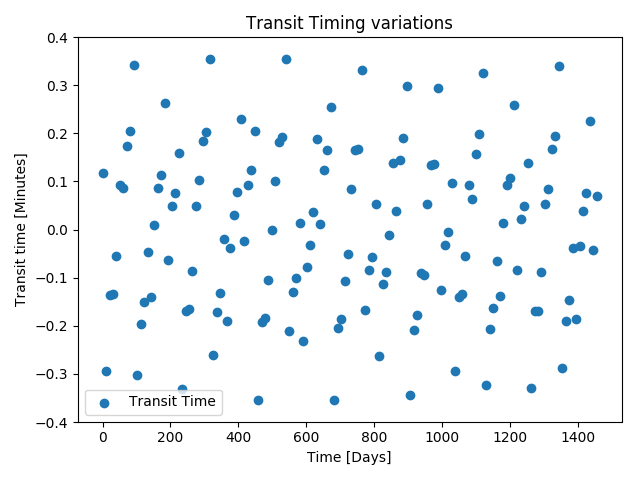 Transit Timing variations
Transit time [Minutes]
0.4
0.3
0.2
0.1
0.0
−0.1
−0.2
−0.3
−0.4
Transit Time
0 200 400 600 800 1000 1200 1400
Time [Days]